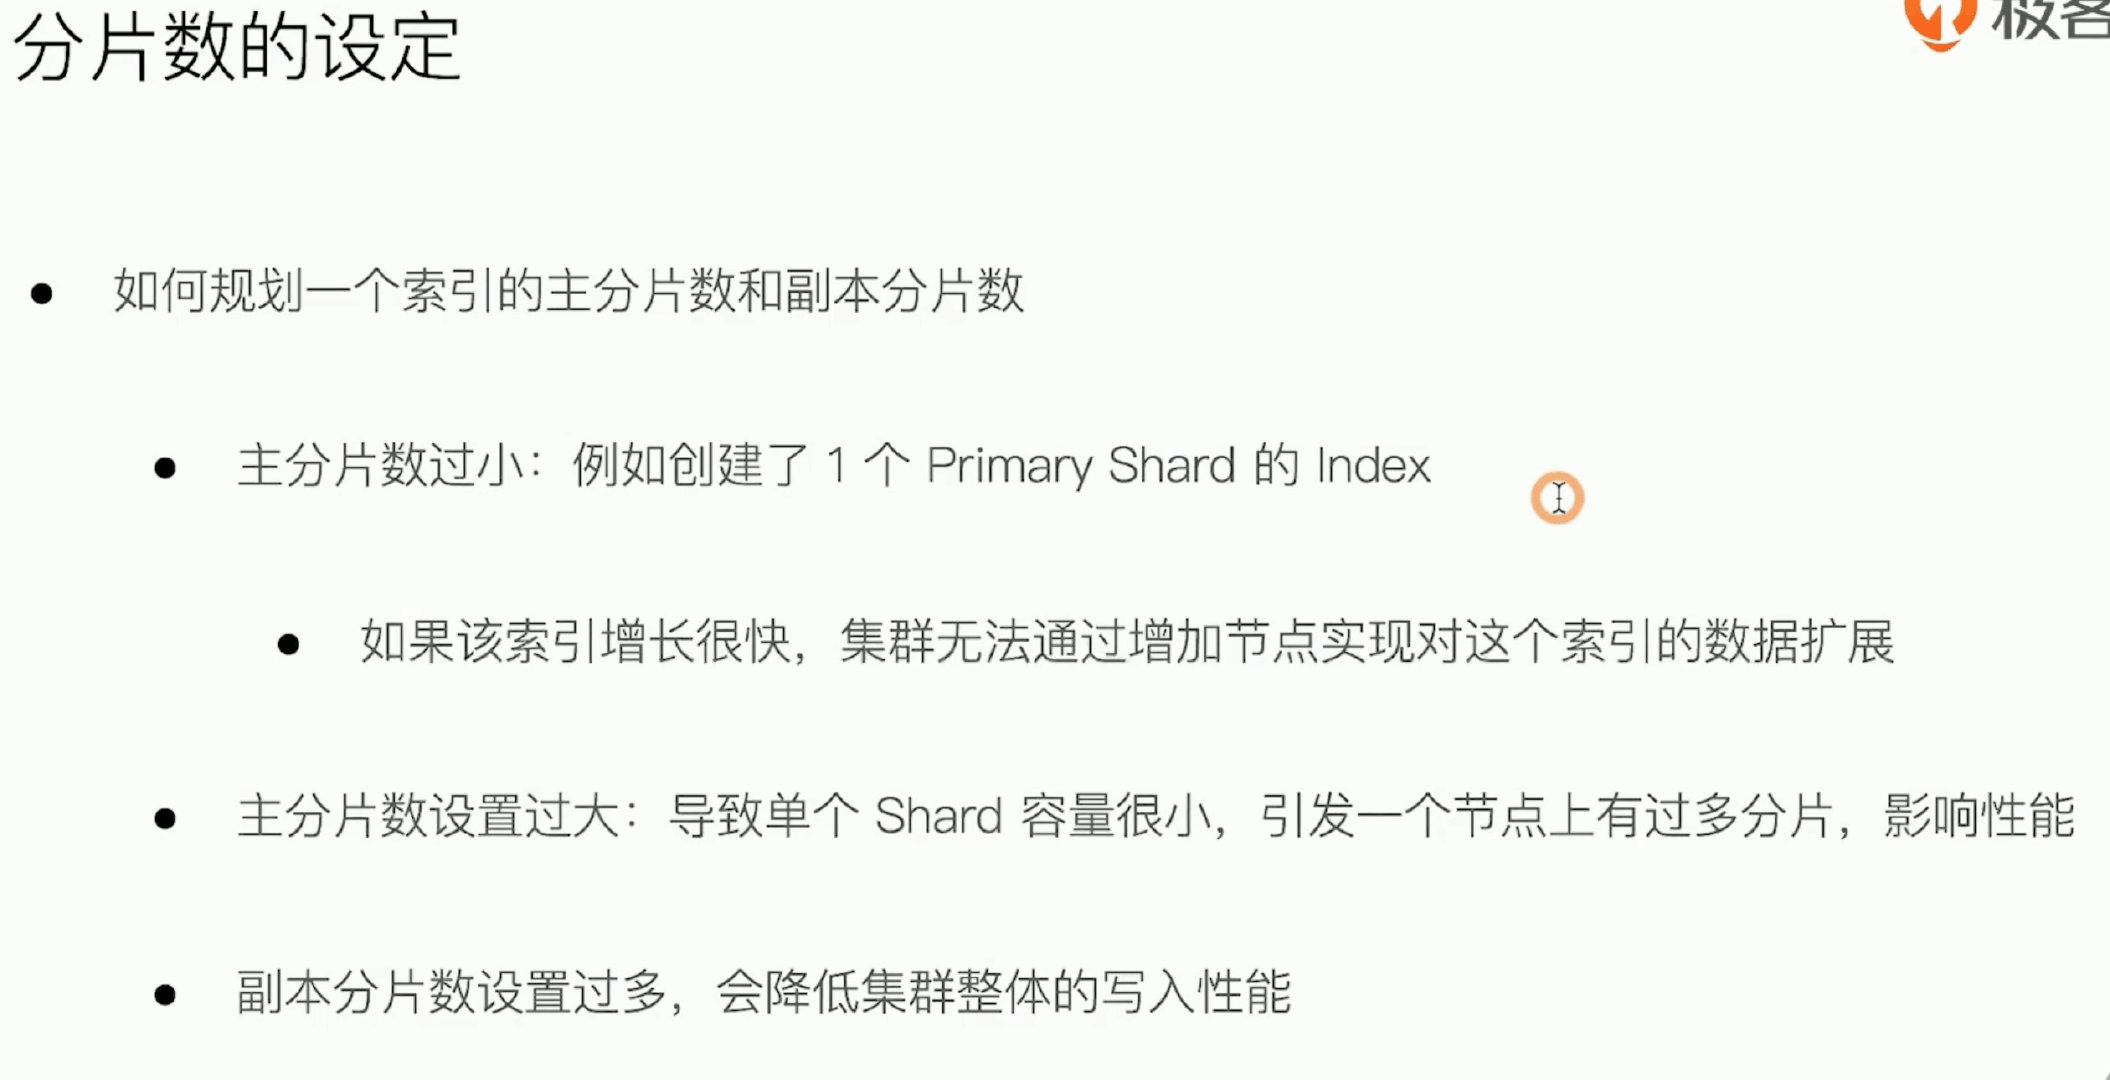 分片数的设定
极客
如何规划一个索引的主分片数和副本分片数
主分片数过小：例如创建了 1 个 Primary Shard 的 Index
如果该索引增长很快，集群无法通过增加节点实现对这个索引的数据扩展
主分片数设置过大：导致单个 Shard 容量很小，引发一个节点上有过多分片，影响性能
副本分片数设置过多，会降低集群整体的写入性能